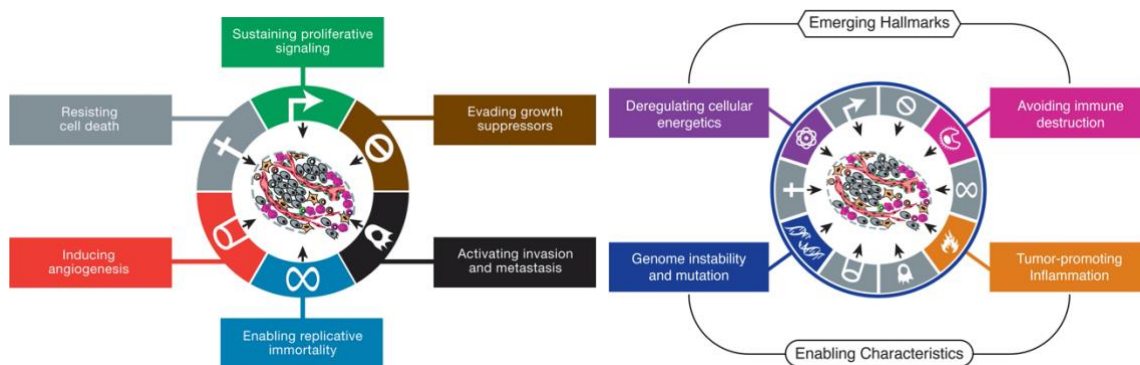 Sustaining proliferative
signaling
Resisting
cell death
Evading growth
suppressors
Inducing
angiogenesis
Activating invasion
and metastasis
Enabling replicative
immortality
Emerging Hallmarks
Deregulating cellular
energetics
Avoiding immune
destruction
Genome instability
and mutation
Tumor-promoting
Inflammation
Enabling Characteristics